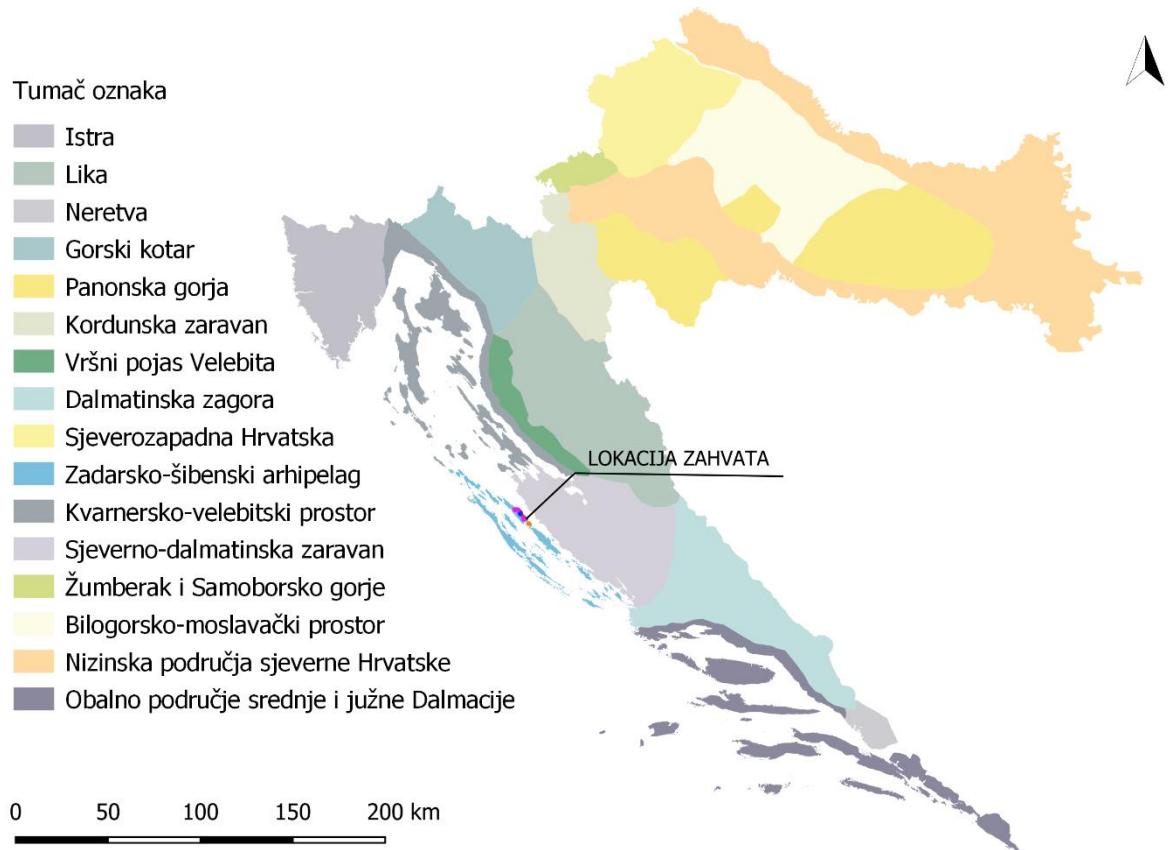 Tumač oznaka
Istra
Lika
Neretva
Gorski kotar
Panonska gorja
Kordunska zaravan
Vršni pojas Velebita
Dalmatinska zagora
Sjeverozapadna Hrvatska
Zadarsko-šibenski arhipelag
Kvarnersko-velebitski prostor
Sjeverno-dalmatinska zaravan
Žumberak i Samoborsko gorje
Bilogorsko-moslavački prostor
Nizinska područja sjeverne Hrvatske
Obalno područje srednje i južne Dalmacije
LOKACIJA ZAHVATA
0 50 100 150 200 km